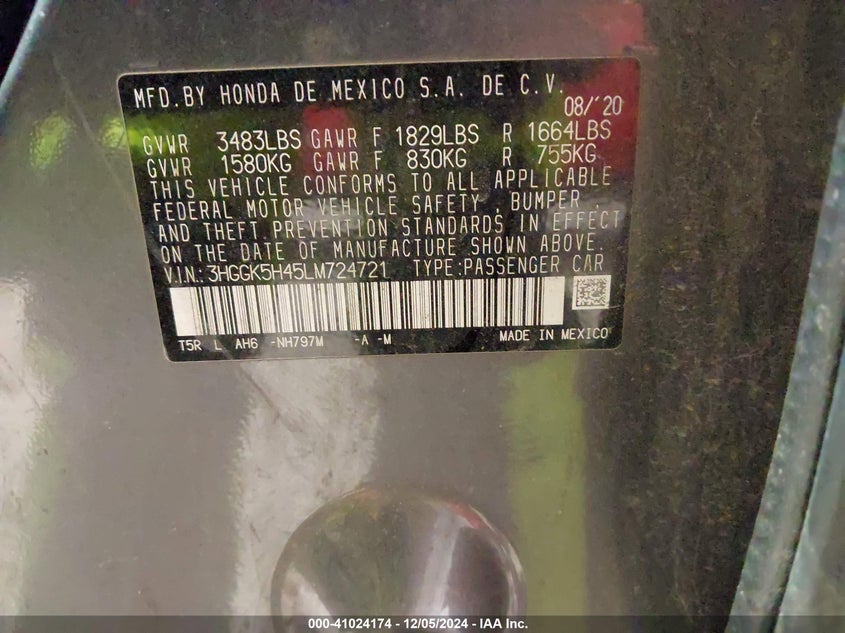 MFD.BY HONDA DE MEXICO S.A. DE C.V.
08/'20
GVWR 3483LBS GAWR F 1829LBS R 1664LBS
GVWR 1580KG GAWR F 830KG R 755KG
THIS VEHICLE CONFORMS TO ALL APPLICABLE
FEDERAL MOTOR VEHICLE SAFETY, BUMPER,
AND THEFT PREVENTION STANDARDS IN EFFECT
ON THE DATE OF MANUFACTURE SHOWN ABOVE.
V.I.N.:3HGGK5H45LM724721 TYPE:PASSENGER CAR
T5R L AH6 -NH797M -A -M MADE IN MEXICO
000-41024174 - 12/05/2024 - IAA Inc.